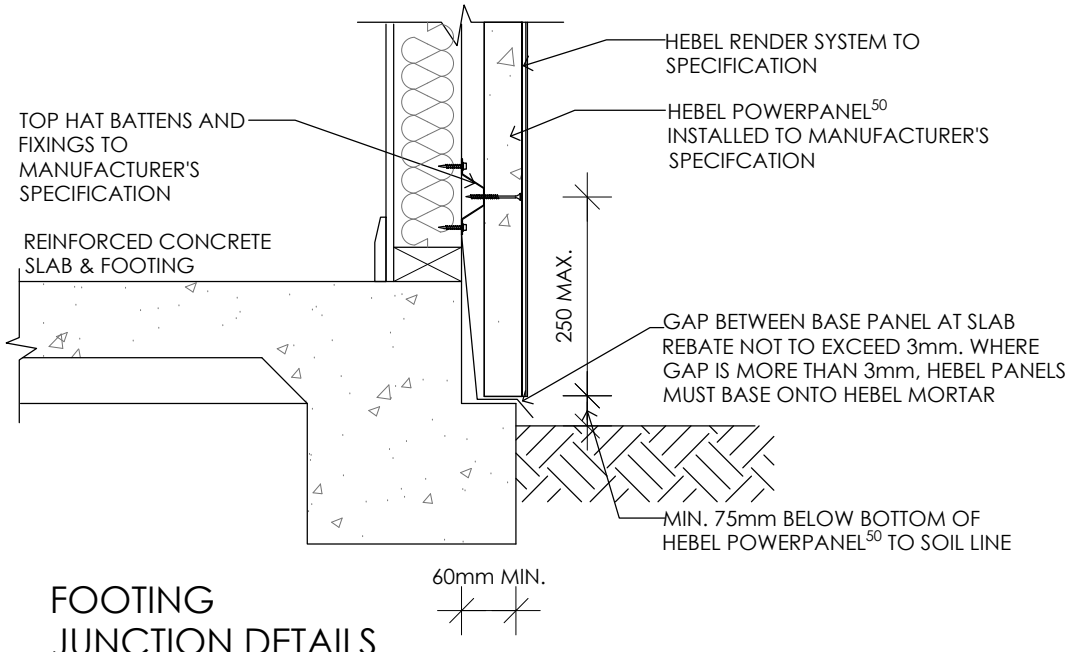 HEBEL RENDER SYSTEM TO
SPECIFICATION
HEBEL POWERPANEL⁵⁰
INSTALLED TO MANUFACTURER'S
SPECIFCATION
TOP HAT BATTENS AND
FIXINGS TO
MANUFACTURER'S
SPECIFICATION
REINFORCED CONCRETE
SLAB & FOOTING
250 MAX.
GAP BETWEEN BASE PANEL AT SLAB
REBATE NOT TO EXCEED 3mm. WHERE
GAP IS MORE THAN 3mm, HEBEL PANELS
MUST BASE ONTO HEBEL MORTAR
MIN. 75mm BELOW BOTTOM OF
HEBEL POWERPANEL⁵⁰ TO SOIL LINE
60mm MIN.
FOOTING
JUNCTION DETAILS